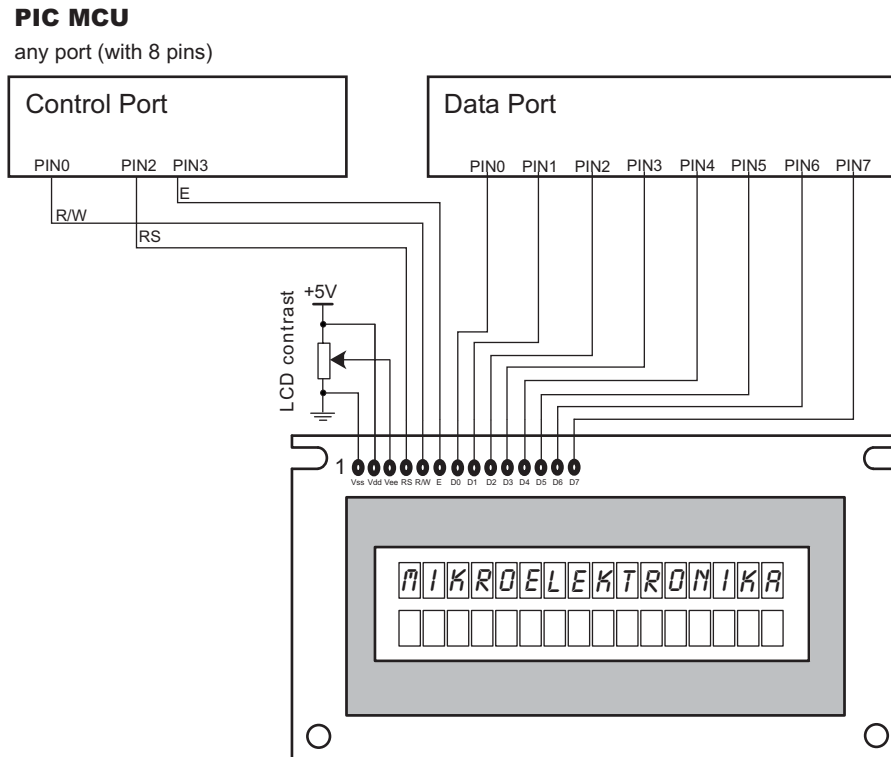 PIC MCU
any port (with 8 pins)
Control Port
Data Port
PIN0 PIN2 PIN3
PIN0 PIN1 PIN2 PIN3 PIN4 PIN5 PIN6 PIN7
E
R/W
RS
+5V
LCD contrast
1
Vss Vdd Vee RS R/W E D0 D1 D2 D3 D4 D5 D6 D7
MIKROELEKTRONIKA